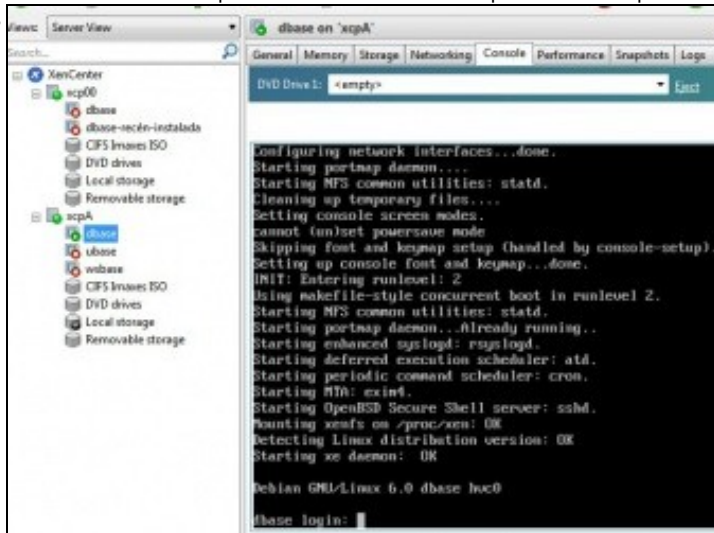 Views: Server View
Search...
XenCenter
xcp00
dbase
dbase-recén-instalada
CIFS Imaxes ISO
DVD drives
Local storage
Removable storage
xcpA
dbase
ubase
wsbase
CIFS Imaxes ISO
DVD drives
Local storage
Removable storage
dbase on 'xcpA'
General Memory Storage Networking Console Performance Snapshots Logs
DVD Drive 1: <empty> Eject
Configuring network interfaces...done.
Starting portmap daemon....
Starting NFS common utilities: statd.
Cleaning up temporary files....
Setting console screen modes.
cannot (un)set powersave mode
Skipping font and keymap setup (handled by console-setup).
Setting up console font and keymap...done.
INIT: Entering runlevel: 2
Using makefile-style concurrent boot in runlevel 2.
Starting NFS common utilities: statd.
Starting portmap daemon...Already running..
Starting enhanced syslogd: rsyslogd.
Starting deferred execution scheduler: atd.
Starting periodic command scheduler: cron.
Starting MTA: exim4.
Starting OpenBSD Secure Shell server: sshd.
Mounting xenfs on /proc/xen: OK
Detecting Linux distribution version: OK
Starting xe daemon:  OK
Debian GNU/Linux 6.0 dbase hvc0
dbase login: